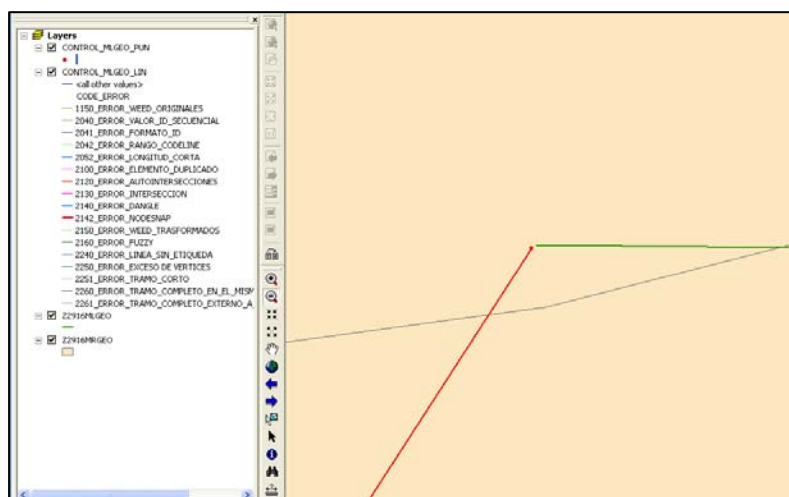 Layers
CONTROL_MLGEO_PUN
CONTROL_MLGEO_LIN
<all other values>
CODE_ERROR
1150_ERROR_WEED_ORIGINALES
2040_ERROR_VALOR_ID_SECUENCIAL
2041_ERROR_FORMATO_ID
2042_ERROR_RANGO_CODELINE
2052_ERROR_LONGITUD_CORTA
2100_ERROR_ELEMENTO_DUPLICADO
2120_ERROR_AUTOINTERSECCIONES
2130_ERROR_INTERSECCION
2140_ERROR_DANGLE
2142_ERROR_NODESNAP
2150_ERROR_WEED_TRASFORMADOS
2160_ERROR_FUZZY
2240_ERROR_LINEA_SIN_ETIQUEDA
2250_ERROR_EXCESO_DE_VERTICES
2251_ERROR_TRAMO_CORTO
2260_ERROR_TRAMO_COMPLETO_EN_EL_MISM
2261_ERROR_TRAMO_COMPLETO_EXTERNO_A
Z2916MLGEO
Z2916MRGEO